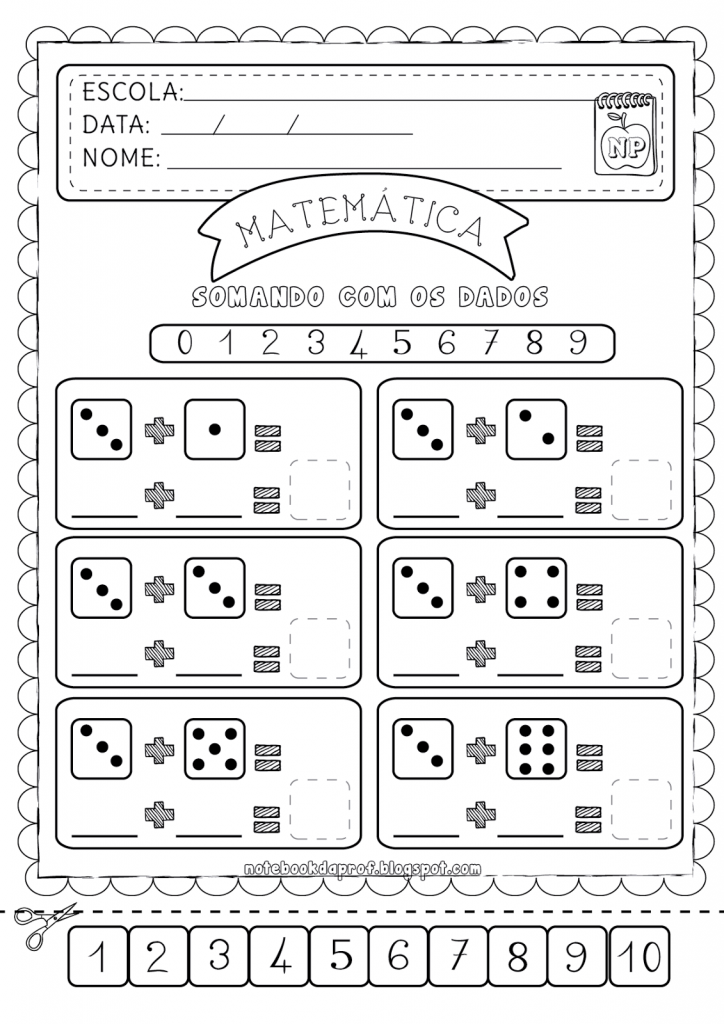 ESCOLA:
DATA: / /
NOME:
NP
MATEMÁTICA
SOMANDO COM OS DADOS
0 1 2 3 4 5 6 7 8 9
+ =
+ =
+ =
+ =
+ =
+ =
+ =
+ =
+ =
+ =
+ =
+ =
notebookdaprof.blogspot.com
1 2 3 4 5 6 7 8 9 10